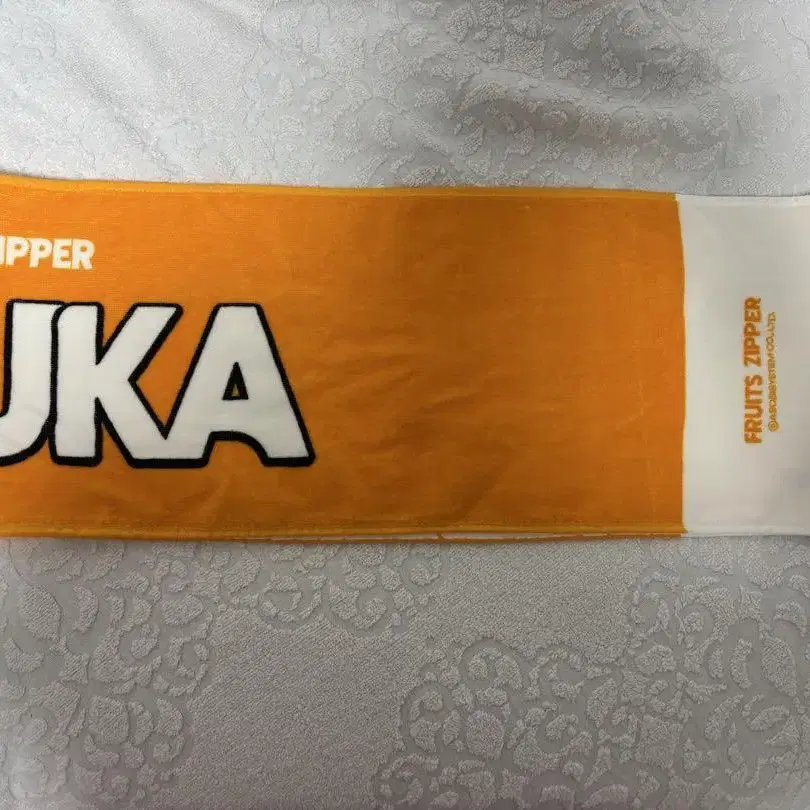 IPPER
UKA
FRUITS ZIPPER
©ASOBISYSTEM CO.,LTD.